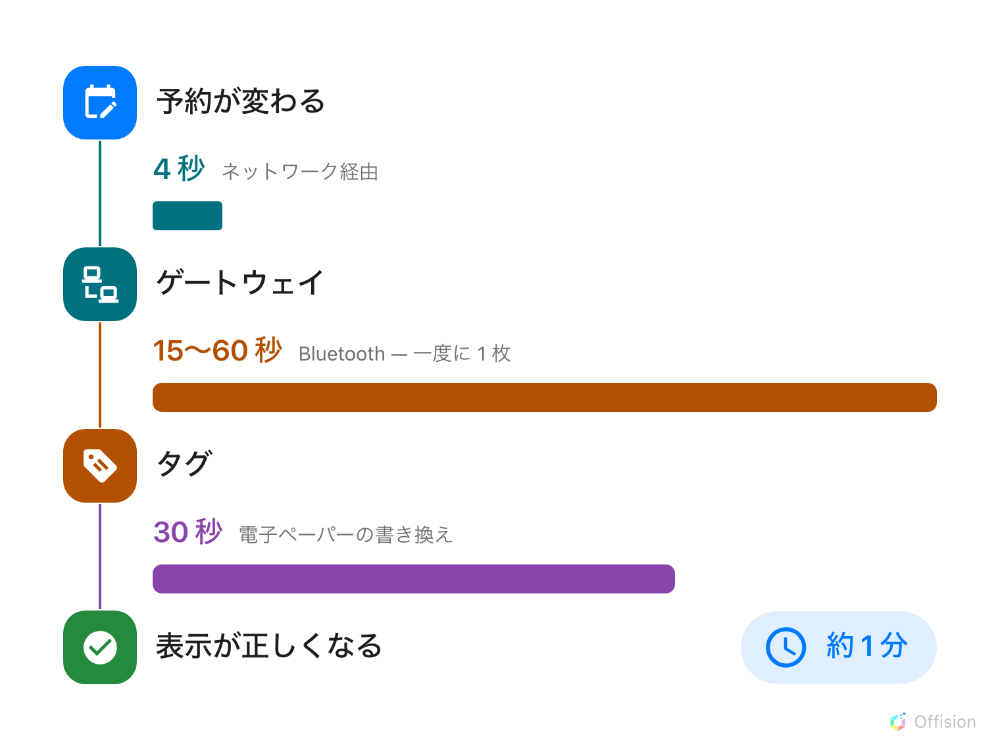 予約が変わる
4 秒 ネットワーク経由
ゲートウェイ
15〜60 秒 Bluetooth — 一度に 1 枚
タグ
30 秒 電子ペーパーの書き換え
表示が正しくなる
約 1 分
Offision